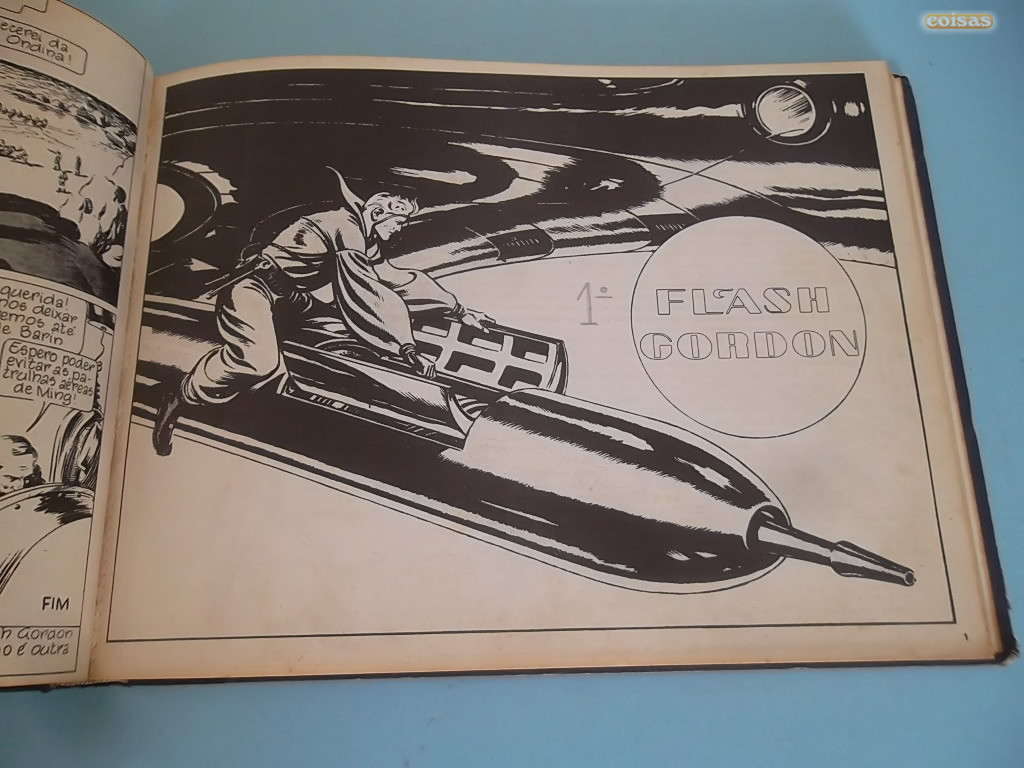 ecerei da
Ondina!
querida!
nos deixar
emos até
de Barin
Espero poder
evitar as pa-
trulhas aéreas
de Ming!
FIM
h Gordon
o é outra
1º
FLASH
GORDON
1
coisas